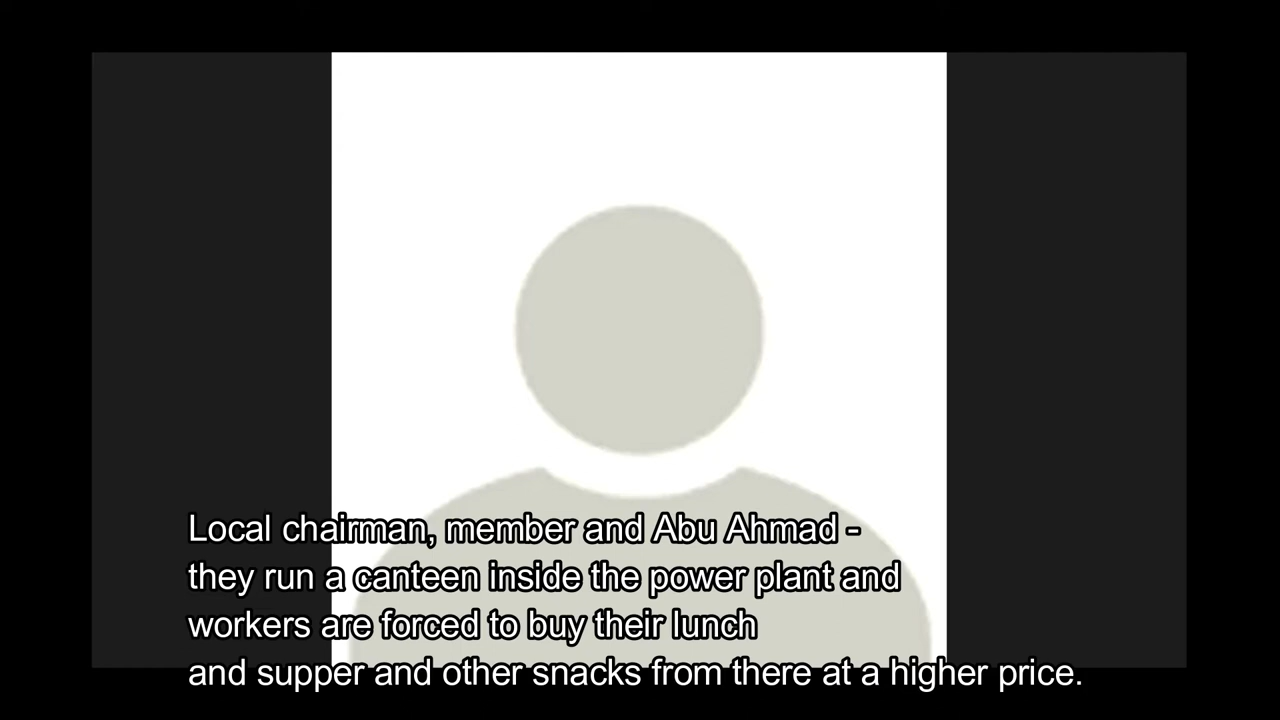 Local chairman, member and Abu Ahmad -
they run a canteen inside the power plant and
workers are forced to buy their lunch
and supper and other snacks from there at a higher price.